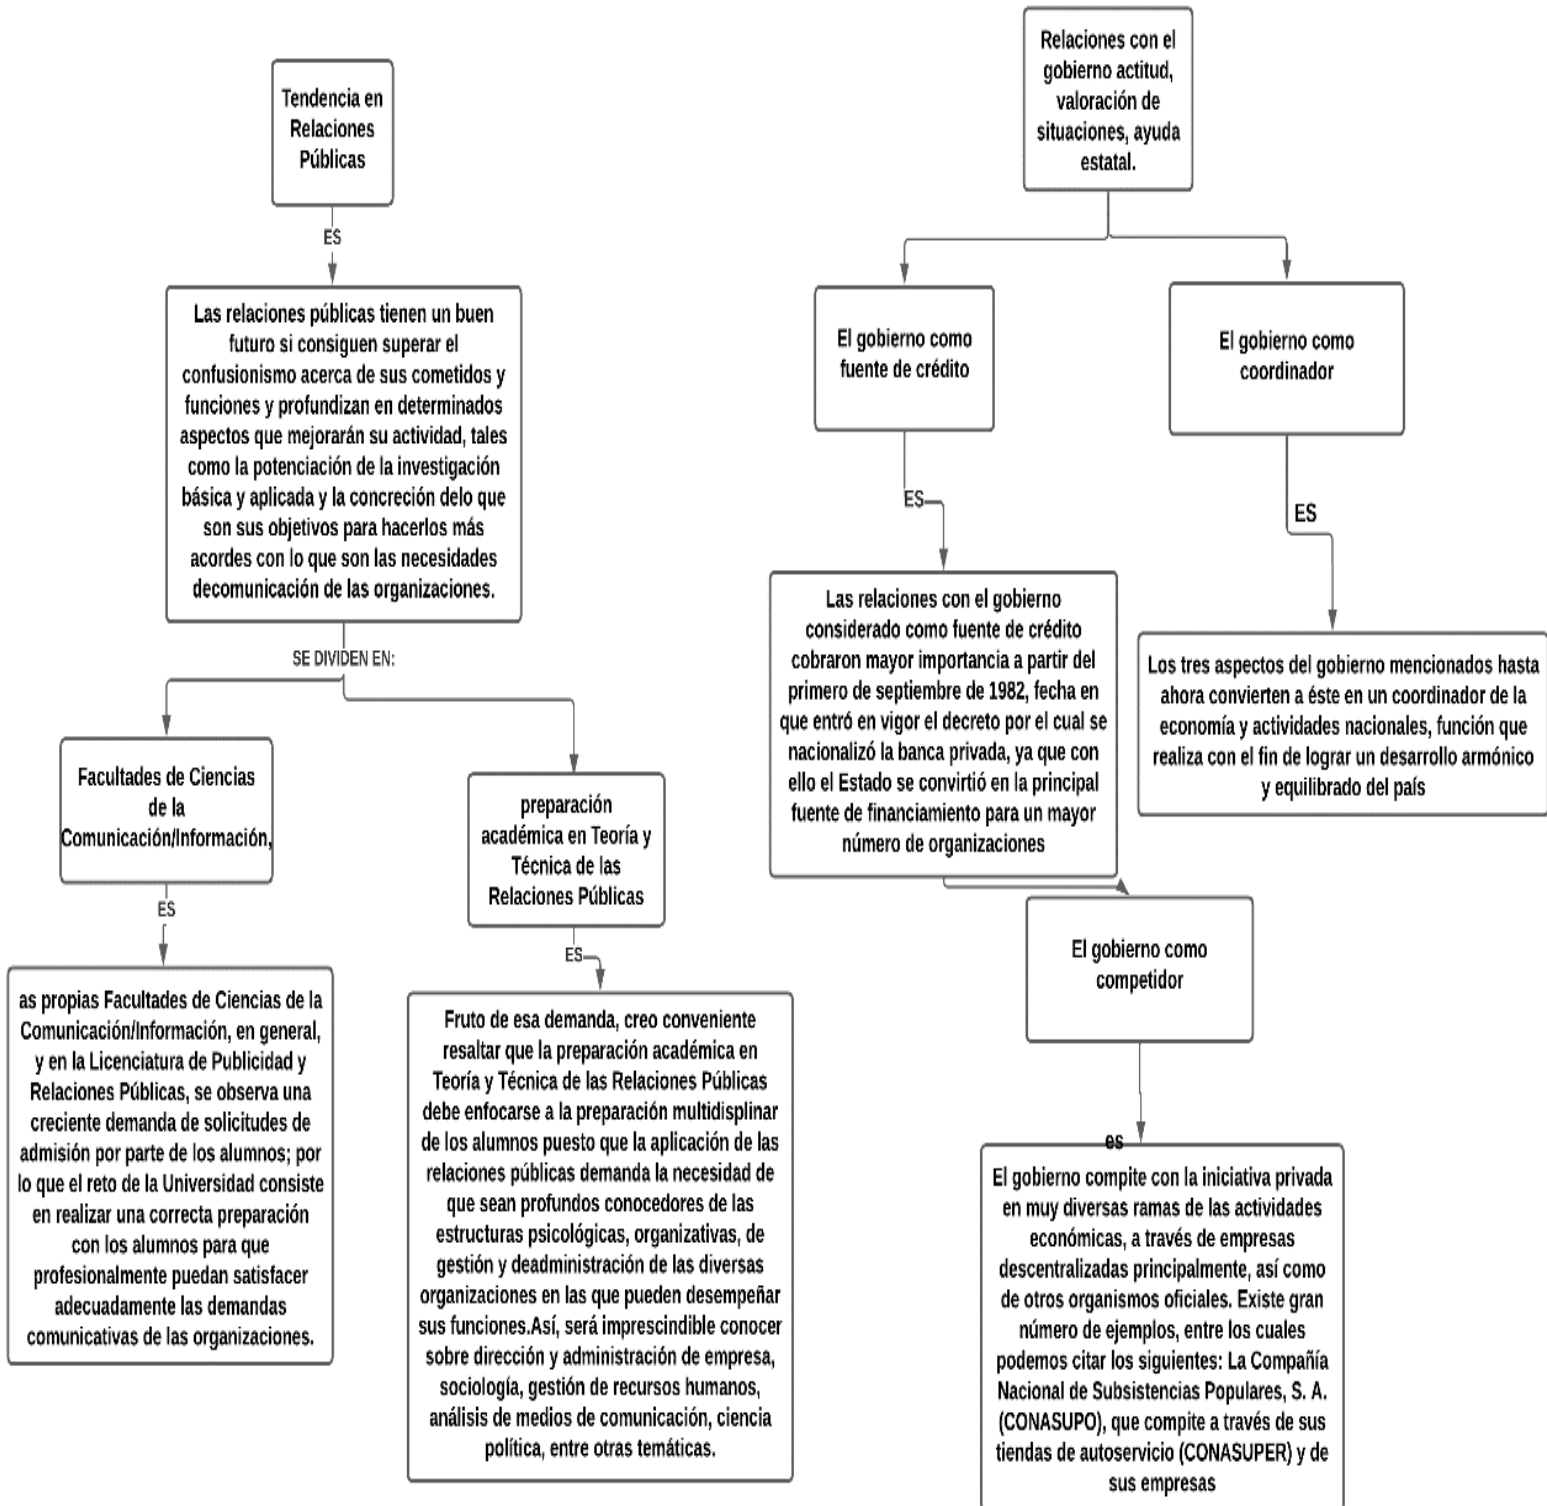 Tendencia en
Relaciones
Públicas
ES
Las relaciones públicas tienen un buen
futuro si consiguen superar el
confusionismo acerca de sus cometidos y
funciones y profundizan en determinados
aspectos que mejorarán su actividad, tales
como la potenciación de la investigación
básica y aplicada y la concreción delo que
son sus objetivos para hacerlos más
acordes con lo que son las necesidades
decomunicación de las organizaciones.
SE DIVIDEN EN:
Facultades de Ciencias
de la
Comunicación/Información,
ES
as propias Facultades de Ciencias de la
Comunicación/Información, en general,
y en la Licenciatura de Publicidad y
Relaciones Públicas, se observa una
creciente demanda de solicitudes de
admisión por parte de los alumnos; por
lo que el reto de la Universidad consiste
en realizar una correcta preparación
con los alumnos para que
profesionalmente puedan satisfacer
adecuadamente las demandas
comunicativas de las organizaciones.
preparación
académica en Teoría y
Técnica de las
Relaciones Públicas
ES
Fruto de esa demanda, creo conveniente
resaltar que la preparación académica en
Teoría y Técnica de las Relaciones Públicas
debe enfocarse a la preparación multidisplinar
de los alumnos puesto que la aplicación de las
relaciones públicas demanda la necesidad de
que sean profundos conocedores de las
estructuras psicológicas, organizativas, de
gestión y deadministración de las diversas
organizaciones en las que pueden desempeñar
sus funciones.Así, será imprescindible conocer
sobre dirección y administración de empresa,
sociología, gestión de recursos humanos,
análisis de medios de comunicación, ciencia
política, entre otras temáticas.
Relaciones con el
gobierno actitud,
valoración de
situaciones, ayuda
estatal.
El gobierno como
fuente de crédito
ES
Las relaciones con el gobierno
considerado como fuente de crédito
cobraron mayor importancia a partir del
primero de septiembre de 1982, fecha en
que entró en vigor el decreto por el cual se
nacionalizó la banca privada, ya que con
ello el Estado se convirtió en la principal
fuente de financiamiento para un mayor
número de organizaciones
El gobierno como
coordinador
ES
Los tres aspectos del gobierno mencionados hasta
ahora convierten a éste en un coordinador de la
economía y actividades nacionales, función que
realiza con el fin de lograr un desarrollo armónico
y equilibrado del país
El gobierno como
competidor
es
El gobierno compite con la iniciativa privada
en muy diversas ramas de las actividades
económicas, a través de empresas
descentralizadas principalmente, así como
de otros organismos oficiales. Existe gran
número de ejemplos, entre los cuales
podemos citar los siguientes: La Compañía
Nacional de Subsistencias Populares, S. A.
(CONASUPO), que compite a través de sus
tiendas de autoservicio (CONASUPER) y de
sus empresas